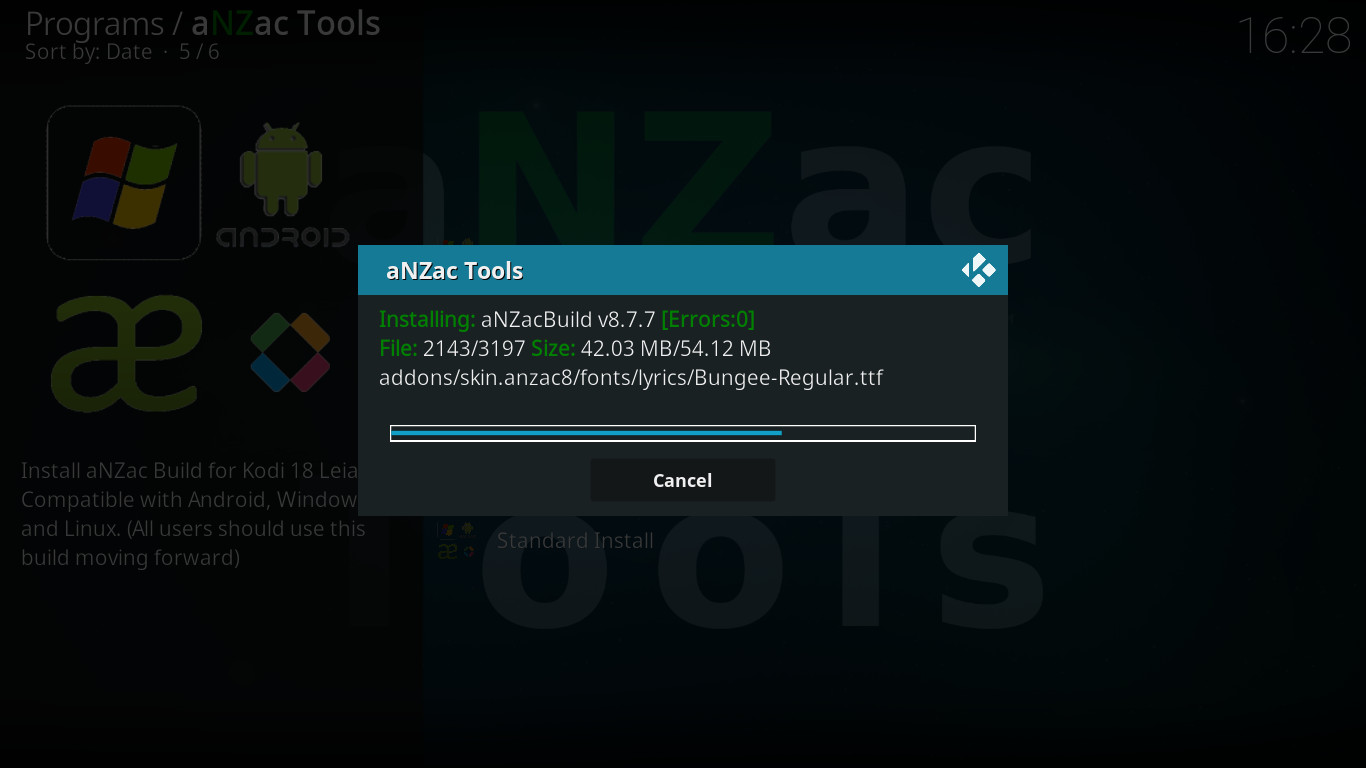 Programs / aNZac Tools
Sort by: Date · 5 / 6
16:28
aNZac
ANDROID
æ
aNZac Tools
Installing: aNZacBuild v8.7.7 [Errors:0]
File: 2143/3197 Size: 42.03 MB/54.12 MB
addons/skin.anzac8/fonts/lyrics/Bungee-Regular.ttf
Cancel
Install aNZac Build for Kodi 18 Leia
Compatible with Android, Window
and Linux. (All users should use this
build moving forward)
Standard Install
Tools